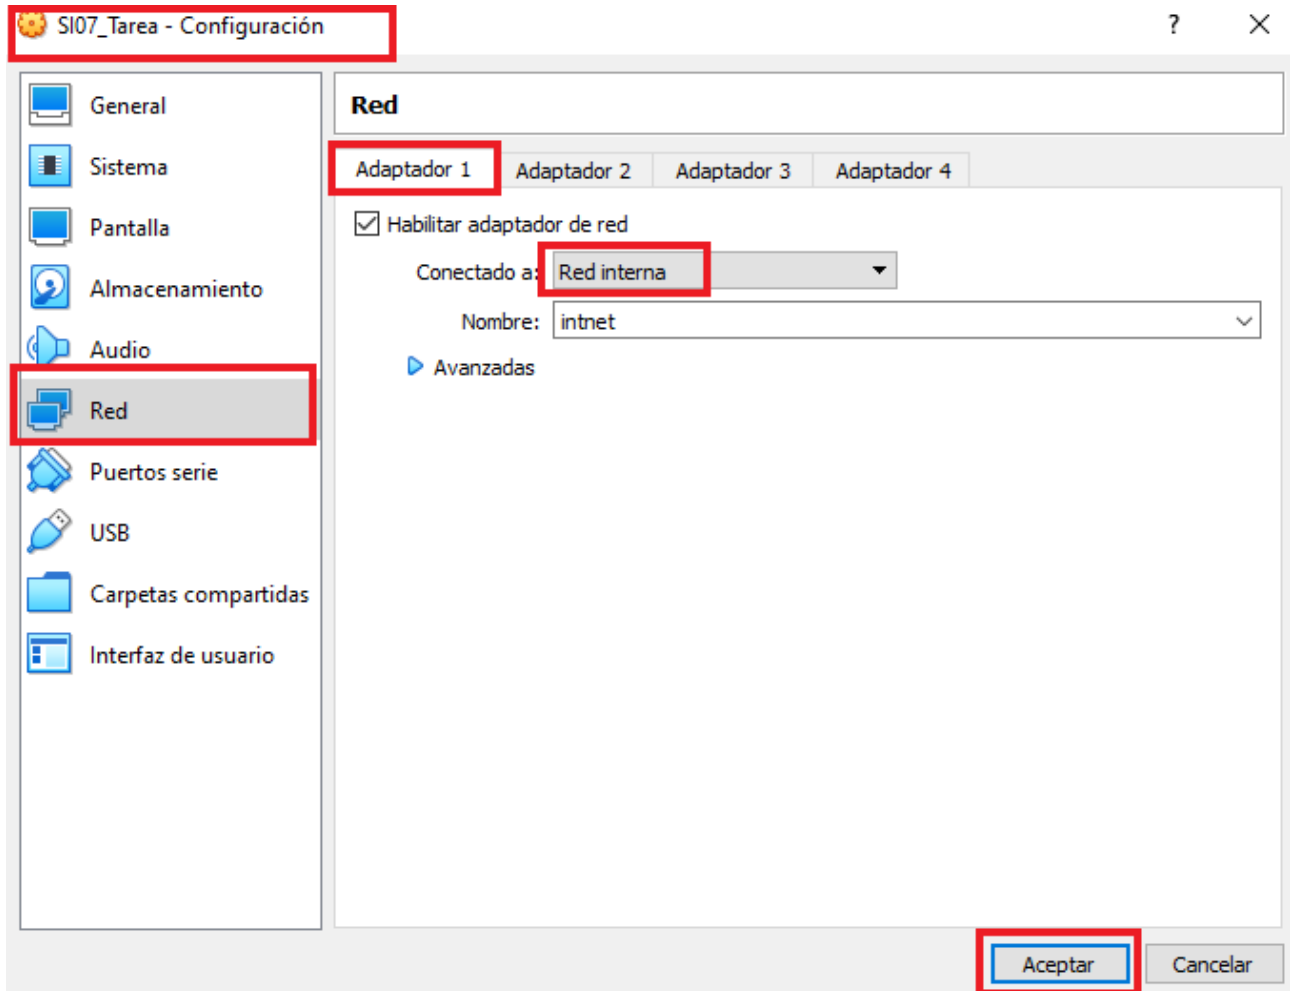 SI07_Tarea - Configuración
?
General
Sistema
Pantalla
Almacenamiento
Audio
Red
Puertos serie
USB
Carpetas compartidas
Interfaz de usuario
Red
Adaptador 1
Adaptador 2
Adaptador 3
Adaptador 4
Habilitar adaptador de red
Conectado a: Red interna
Nombre: intnet
Avanzadas
Aceptar
Cancelar